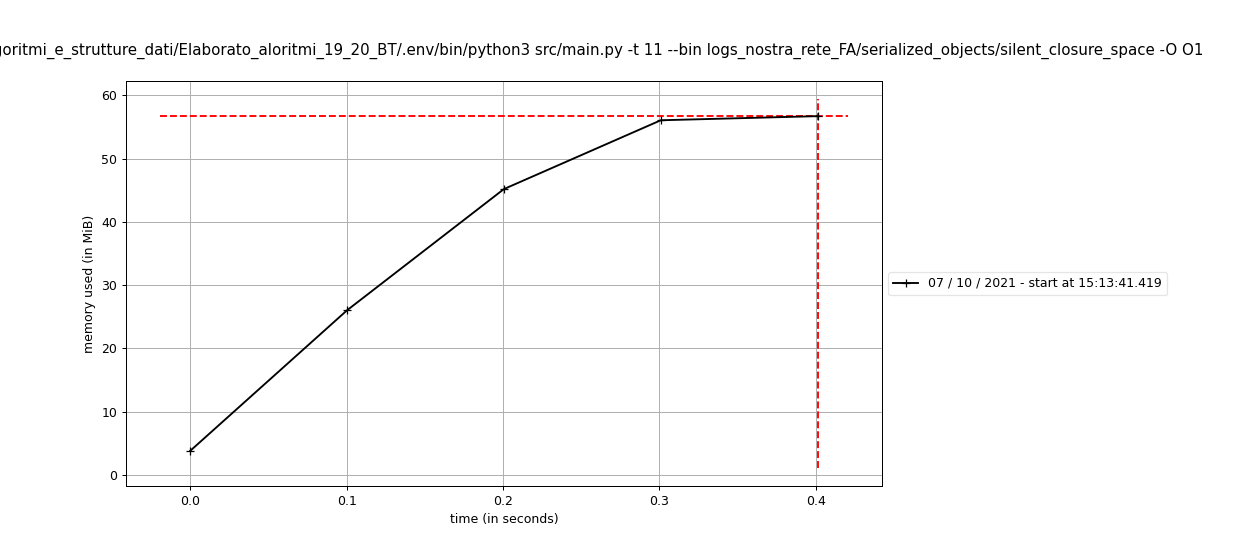 goritmi_e_strutture_dati/Elaborato_aloritmi_19_20_BT/.env/bin/python3 src/main.py -t 11 --bin logs_nostra_rete_FA/serialized_objects/silent_closure_space -O O1
60
50
40
30
20
10
0
memory used (in MiB)
0.0 0.1 0.2 0.3 0.4
time (in seconds)
07 / 10 / 2021 - start at 15:13:41.419